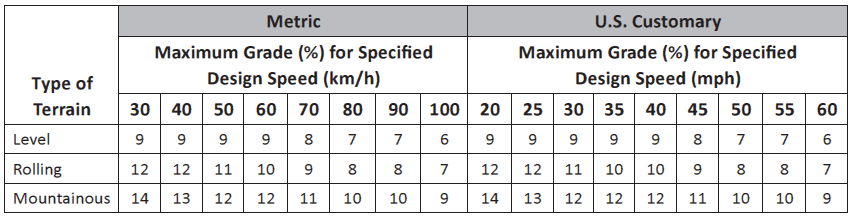 Metric U.S. Customary
Type of Terrain Maximum Grade (%) for Specified Design Speed (km/h) Maximum Grade (%) for Specified Design Speed (mph)
30 40 50 60 70 80 90 100 20 25 30 35 40 45 50 55 60
Level 9 9 9 9 8 7 7 6 9 9 9 9 9 8 7 7 6
Rolling 12 12 11 10 9 8 8 7 12 12 11 10 10 9 8 8 7
Mountainous 14 13 12 12 11 10 10 9 14 13 12 12 12 11 10 10 9